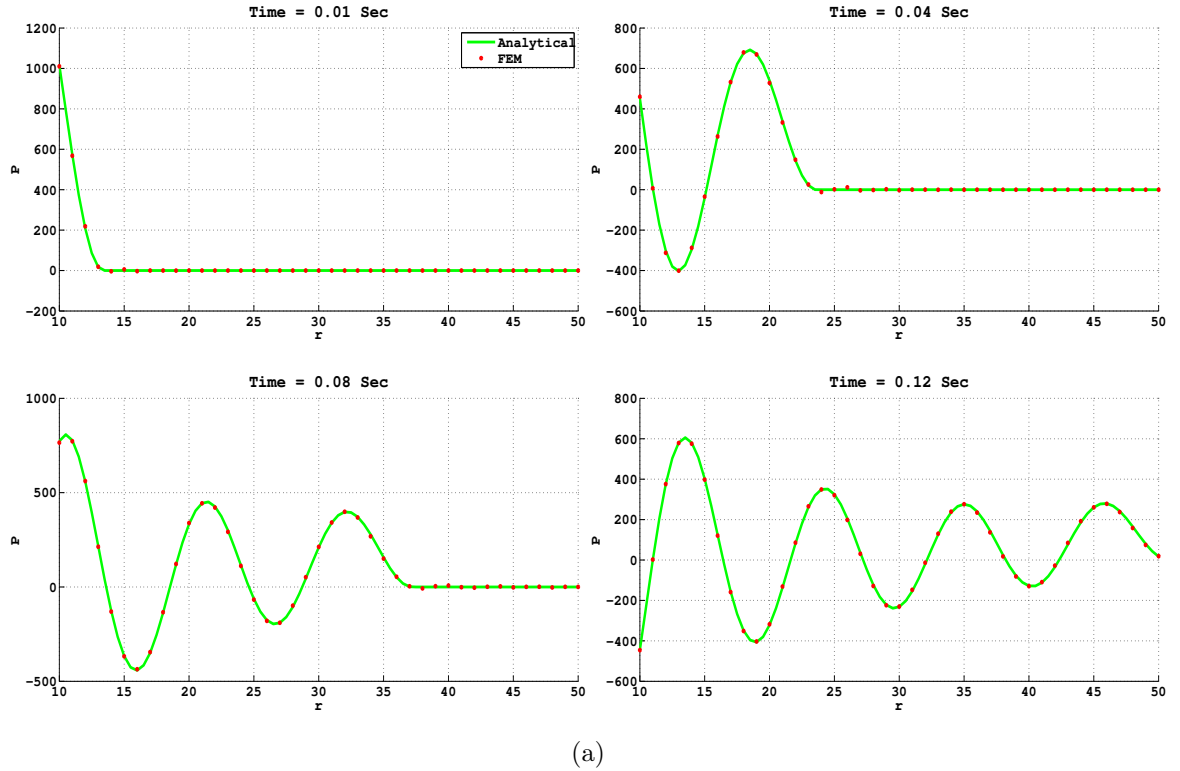 Time = 0.01 Sec
1200
1000
800
600
400
200
0
−200
P
10 15 20 25 30 35 40 45 50
r
Analytical
FEM
Time = 0.04 Sec
800
600
400
200
0
−200
−400
−600
P
10 15 20 25 30 35 40 45 50
r
Time = 0.08 Sec
1000
500
0
−500
P
10 15 20 25 30 35 40 45 50
r
Time = 0.12 Sec
800
600
400
200
0
−200
−400
−600
P
10 15 20 25 30 35 40 45 50
r
(a)